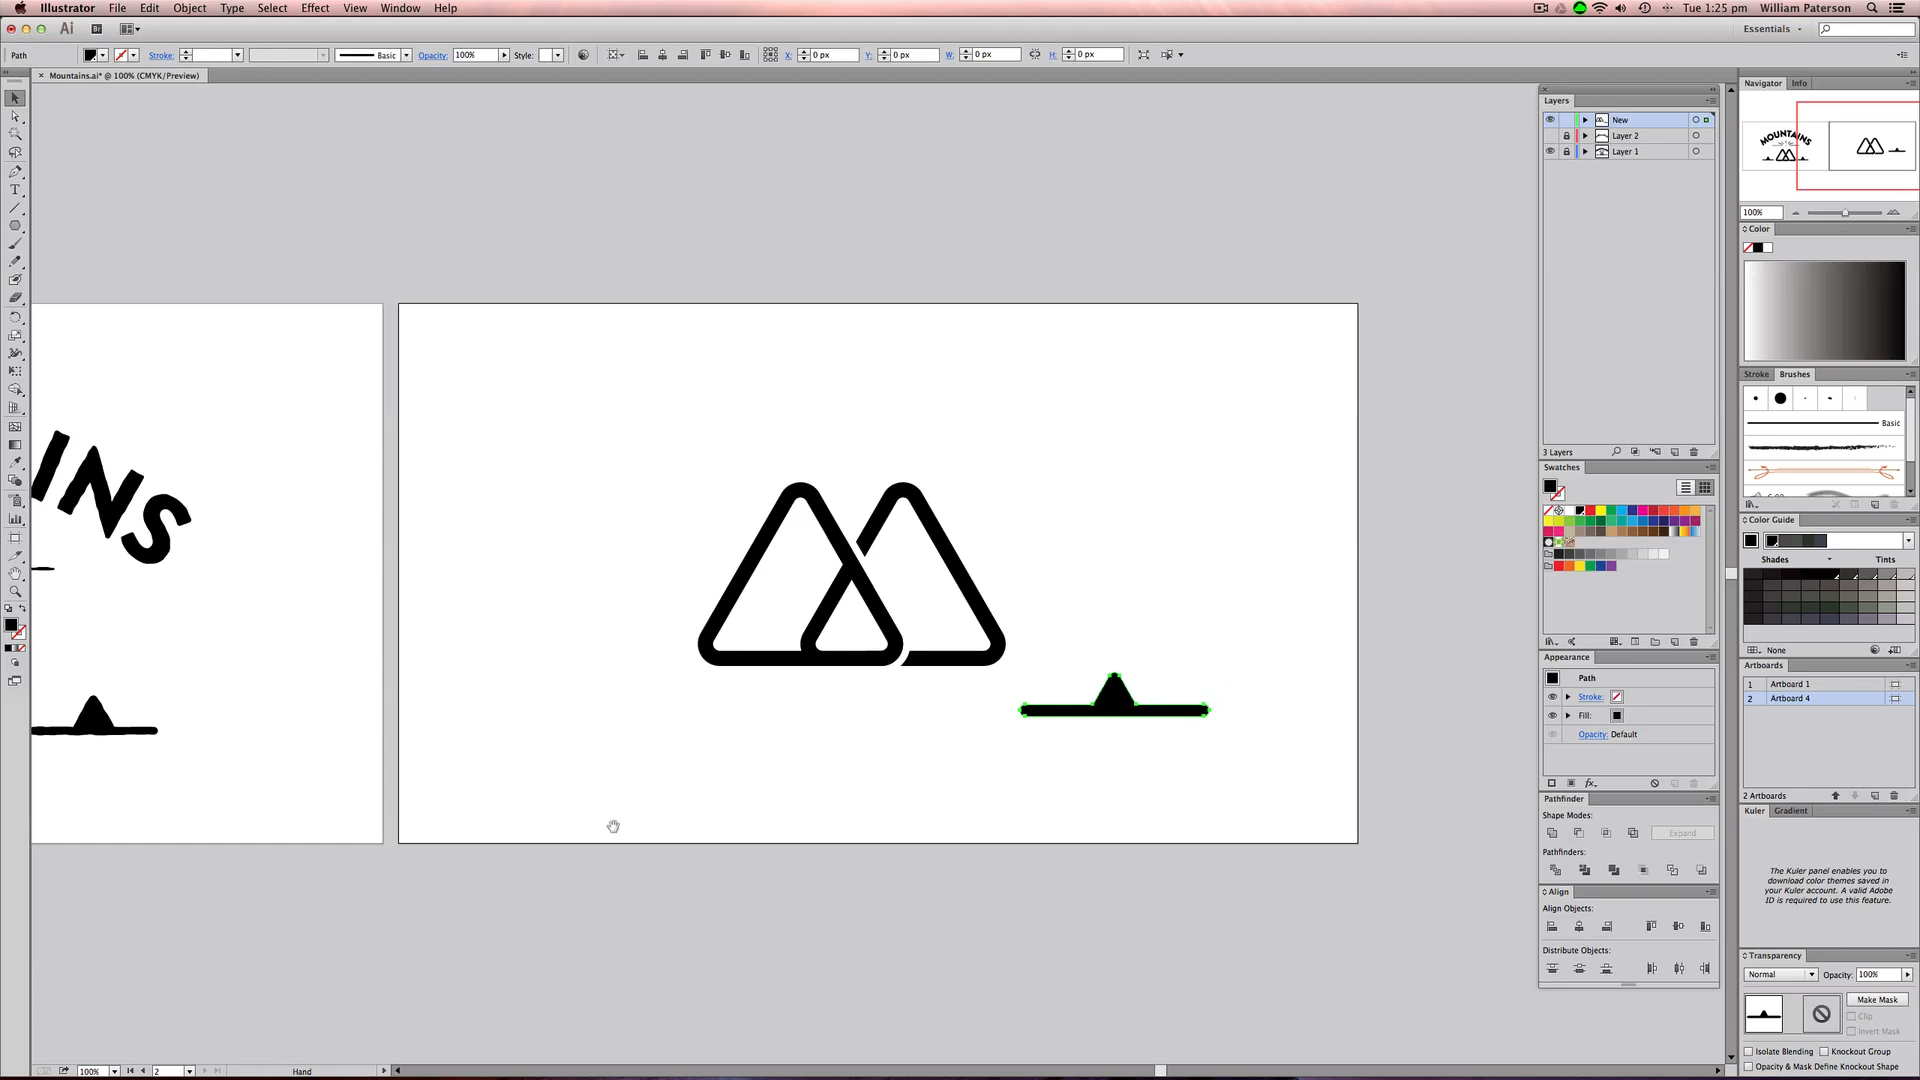 Illustrator File Edit Object Type Select Effect View Window Help
Tue 1:25 pm William Paterson
Ai Br
Essentials
Path Stroke: Basic Opacity: 100% Style: X: 0 px Y: 0 px W: 0 px H: 0 px
Mountains.ai* @ 100% (CMYK/Preview)
Layers
New
Layer 2
Layer 1
3 Layers
Navigator Info
MOUNTAINS
100%
Color
Stroke Brushes
Basic
Swatches
Color Guide
Shades Tints
None
INS
Appearance
Path
Stroke:
Fill:
Opacity: Default
Artboards
1 Artboard 1
2 Artboard 4
2 Artboards
Pathfinder
Shape Modes:
Expand
Pathfinders:
Kuler Gradient
The Kuler panel enables you to
download color themes saved in
your Kuler account. A valid Adobe
ID is required to use this feature.
Align
Align Objects:
Distribute Objects:
Transparency
Normal Opacity: 100%
Make Mask
Clip
Invert Mask
Isolate Blending Knockout Group
Opacity & Mask Define Knockout Shape
100% 2 Hand